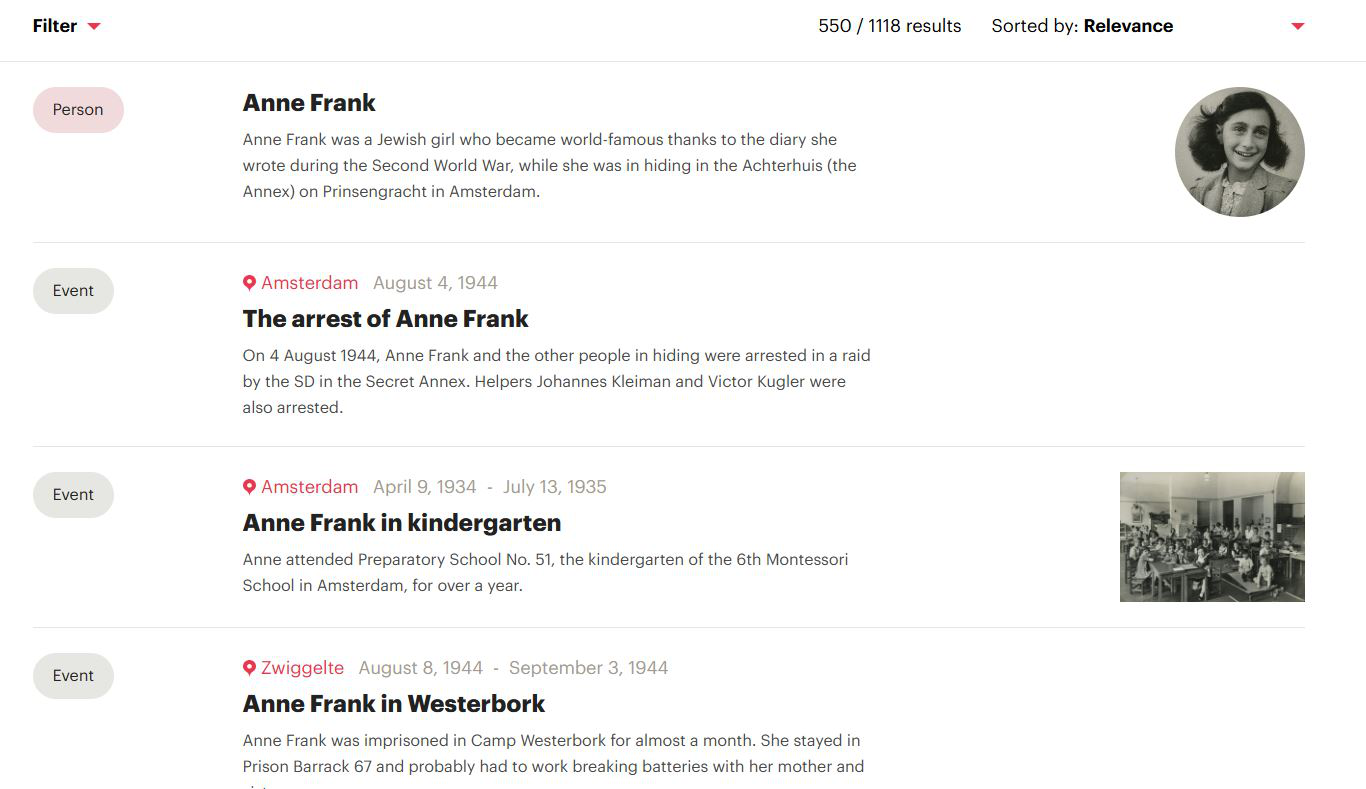 Filter
550 / 1118 results
Sorted by: Relevance
Person
Anne Frank
Anne Frank was a Jewish girl who became world-famous thanks to the diary she
wrote during the Second World War, while she was in hiding in the Achterhuis (the
Annex) on Prinsengracht in Amsterdam.
Event
Amsterdam August 4, 1944
The arrest of Anne Frank
On 4 August 1944, Anne Frank and the other people in hiding were arrested in a raid
by the SD in the Secret Annex. Helpers Johannes Kleiman and Victor Kugler were
also arrested.
Event
Amsterdam April 9, 1934 - July 13, 1935
Anne Frank in kindergarten
Anne attended Preparatory School No. 51, the kindergarten of the 6th Montessori
School in Amsterdam, for over a year.
Event
Zwiggelte August 8, 1944 - September 3, 1944
Anne Frank in Westerbork
Anne Frank was imprisoned in Camp Westerbork for almost a month. She stayed in
Prison Barrack 67 and probably had to work breaking batteries with her mother and